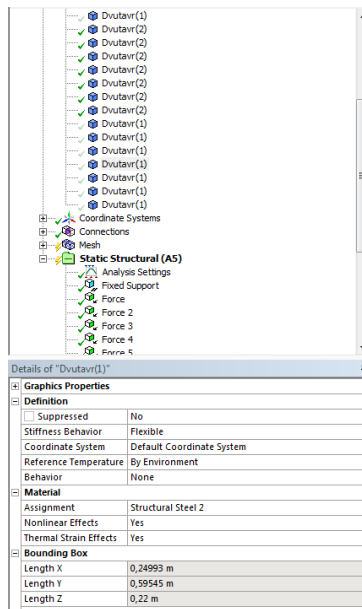 Dvutavr(1)
Dvutavr(2)
Dvutavr(2)
Dvutavr(2)
Dvutavr(2)
Dvutavr(2)
Dvutavr(2)
Dvutavr(2)
Dvutavr(2)
Dvutavr(1)
Dvutavr(1)
Dvutavr(1)
Dvutavr(1)
Dvutavr(1)
Dvutavr(1)
Coordinate Systems
Connections
Mesh
Static Structural (A5)
Analysis Settings
Fixed Support
Force
Force 2
Force 3
Force 4
Force 5
Details of "Dvutavr(1)"
Graphics Properties
Definition
Suppressed No
Stiffness Behavior Flexible
Coordinate System Default Coordinate System
Reference Temperature By Environment
Behavior None
Material
Assignment Structural Steel 2
Nonlinear Effects Yes
Thermal Strain Effects Yes
Bounding Box
Length X 0,24993 m
Length Y 0,59545 m
Length Z 0,22 m